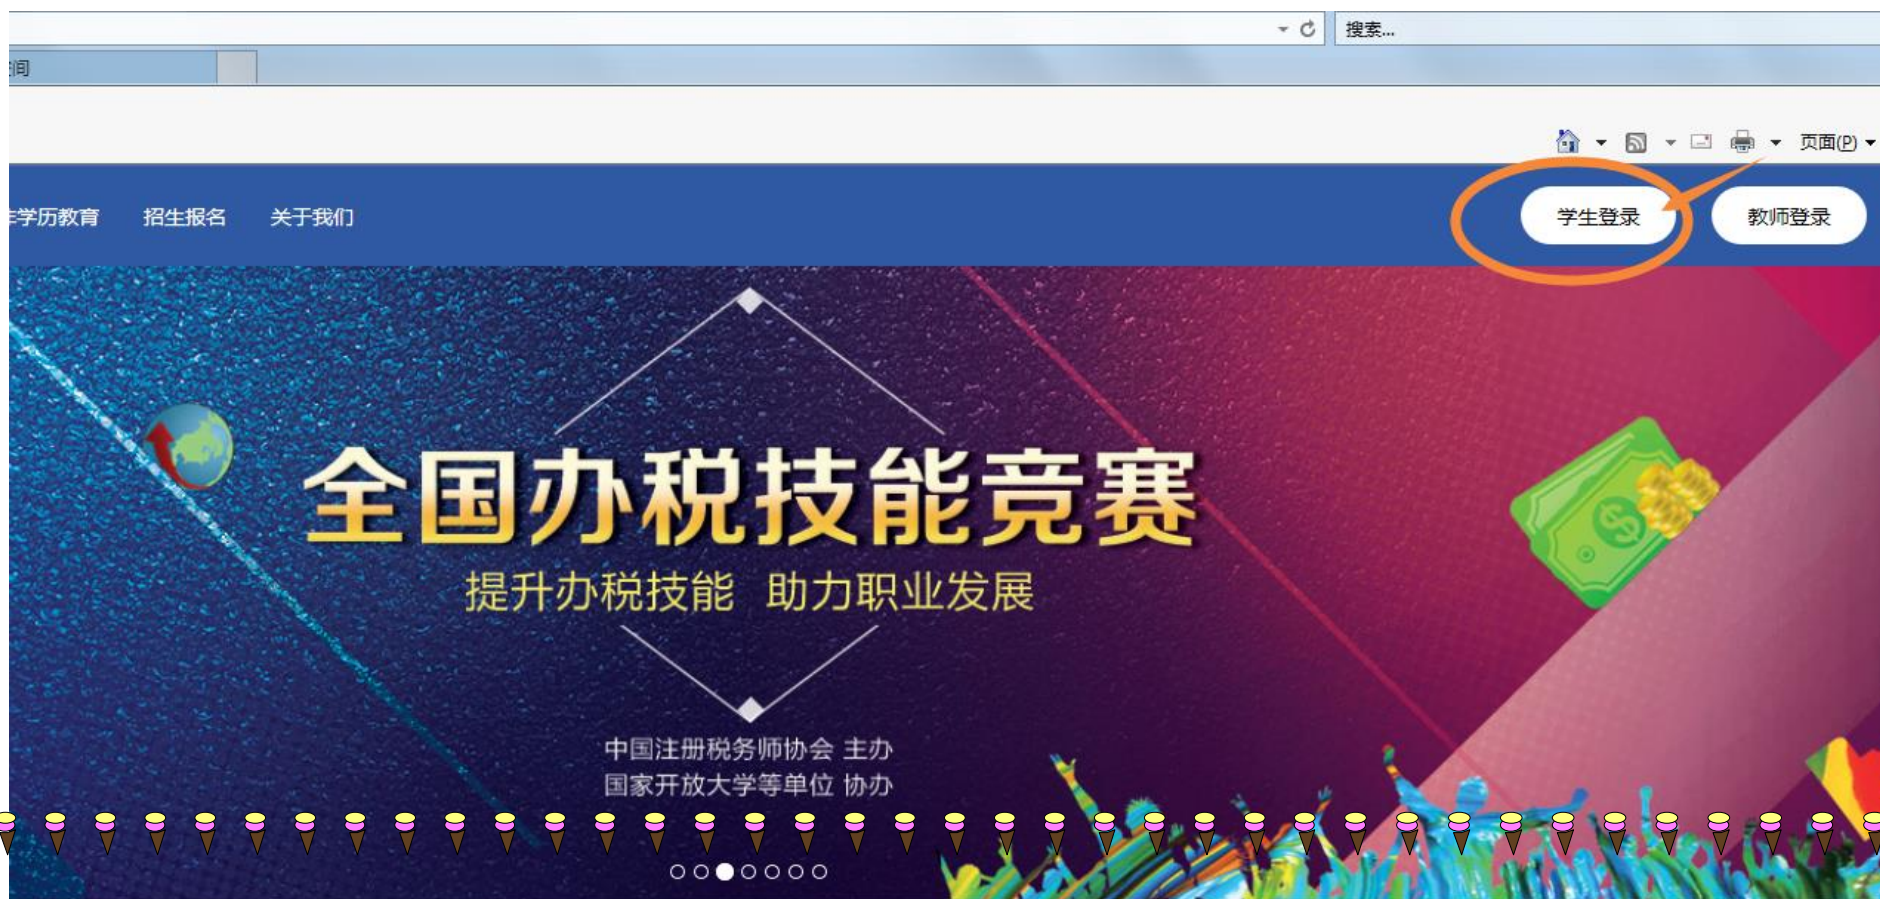 搜索...
空间
页面(P)
非学历教育 招生报名 关于我们 学生登录 教师登录
全国办税技能竞赛
提升办税技能 助力职业发展
中国注册税务师协会 主办
国家开放大学等单位 协办